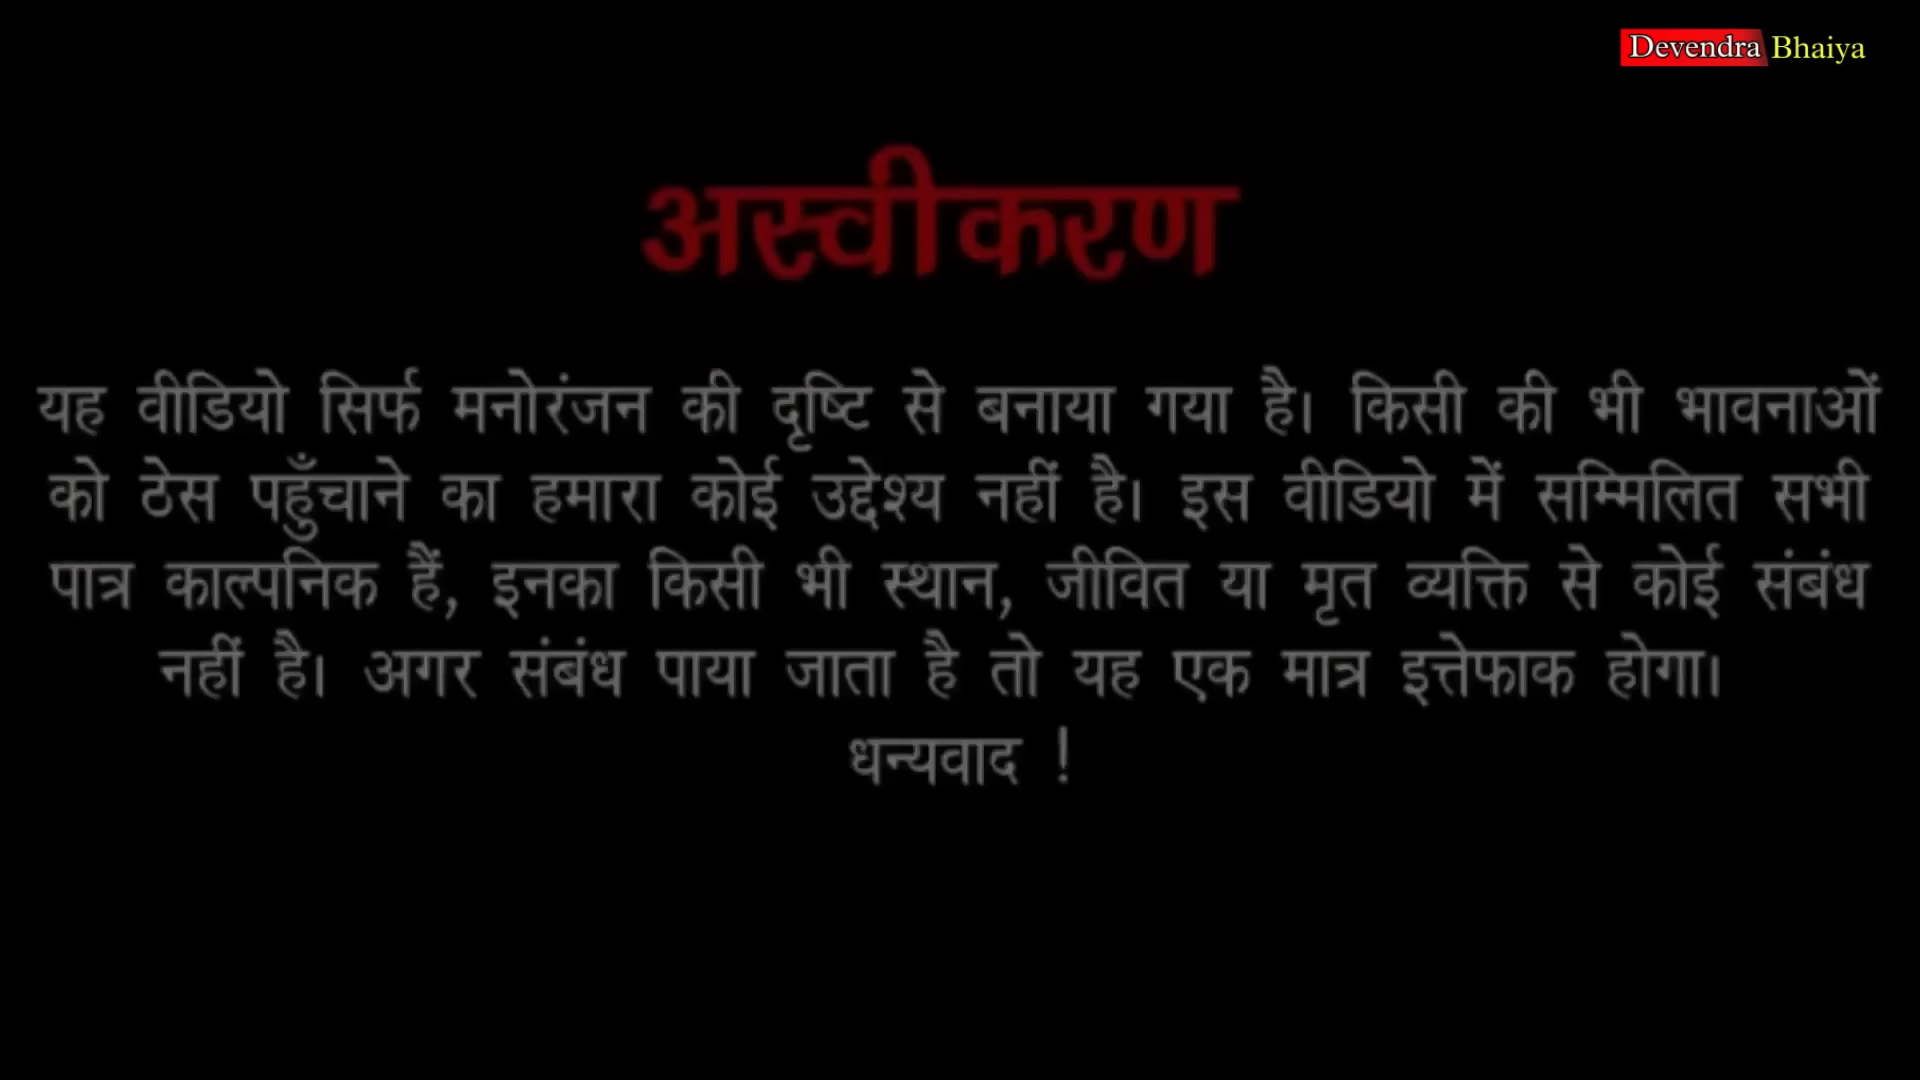 Devendra Bhaiya
अस्वीकरण
यह वीडियो सिर्फ मनोरंजन की दृष्टि से बनाया गया है। किसी की भी भावनाओं
को ठेस पहुँचाने का हमारा कोई उद्देश्य नहीं है। इस वीडियो में सम्मिलित सभी
पात्र काल्पनिक हैं, इनका किसी भी स्थान, जीवित या मृत व्यक्ति से कोई संबंध
नहीं है। अगर संबंध पाया जाता है तो यह एक मात्र इत्तेफाक होगा।
धन्यवाद !